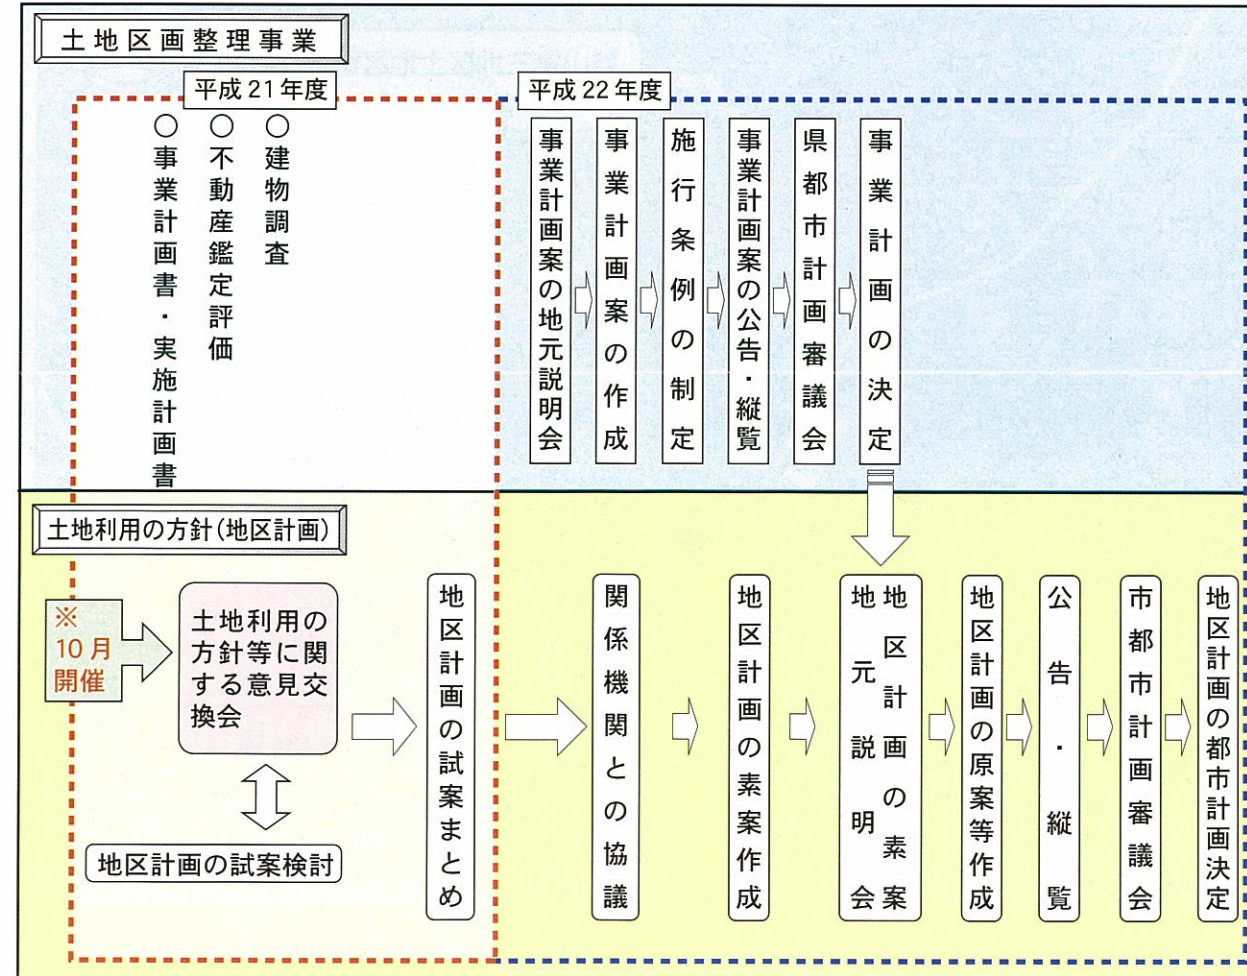 土地区画整理事業
平成21年度
○建物調査
○不動産鑑定評価
○事業計画書・実施計画書
平成22年度
事業計画案の地元説明会
事業計画案の作成
施行条例の制定
事業計画案の公告・縦覧
県都市計画審議会
事業計画の決定
土地利用の方針(地区計画)
※
10月
開催
土地利用の
方針等に関
する意見交
換会
地区計画の試案検討
地区計画の試案まとめ
関係機関との協議
地区計画の素案作成
地区計画の素案
地元説明会
地区計画の原案等作成
公告・縦覧
市都市計画審議会
地区計画の都市計画決定